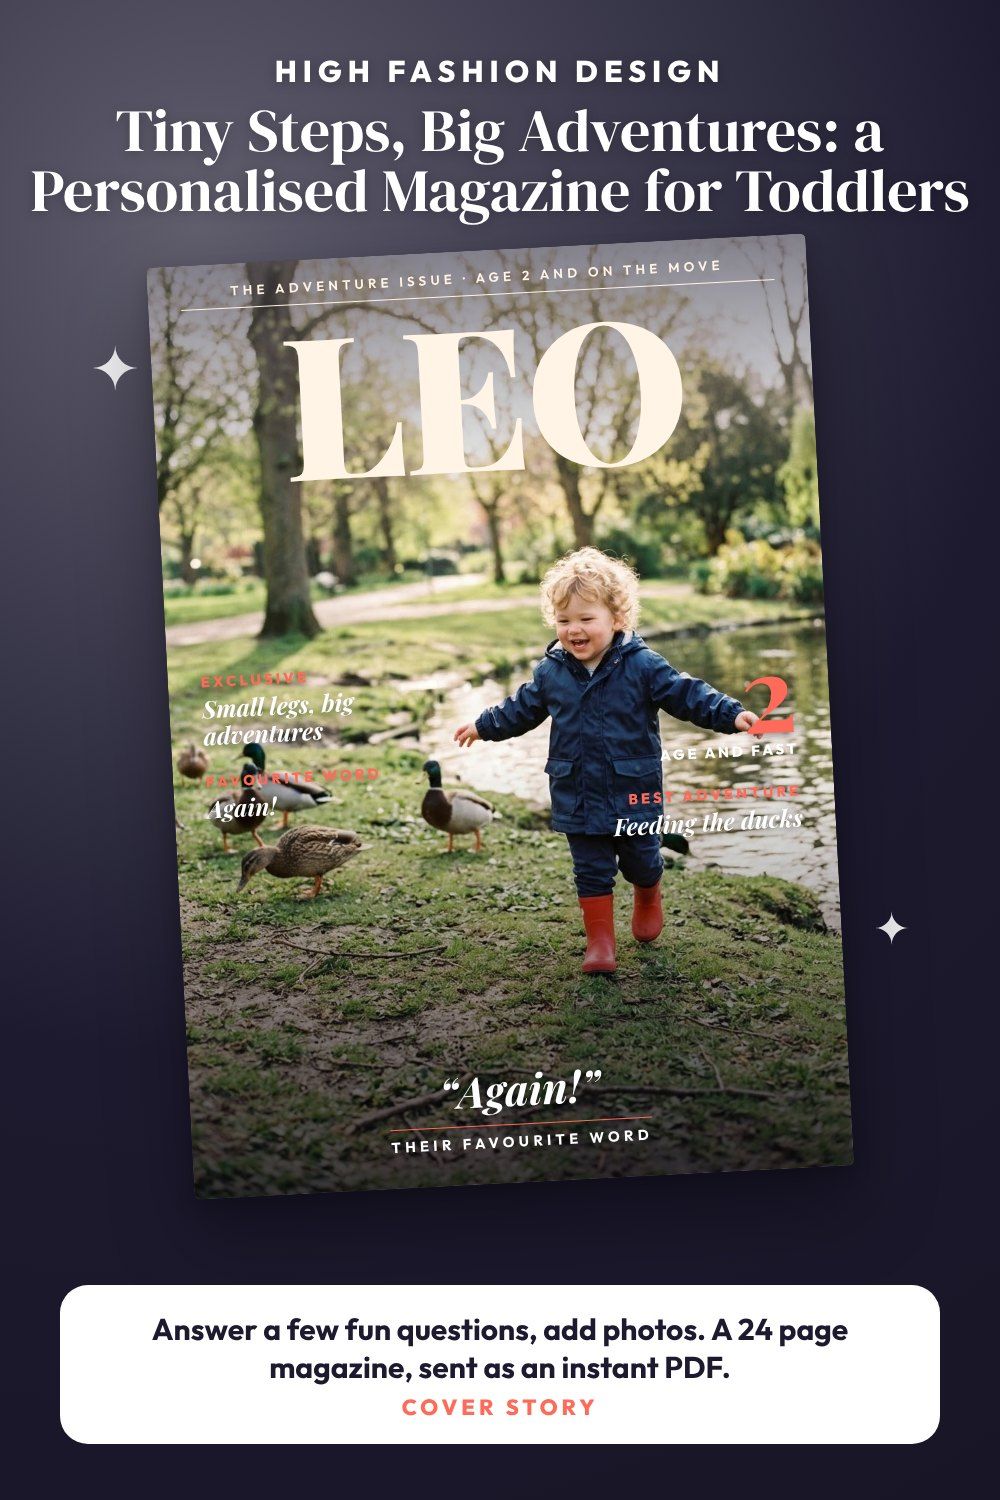 HIGH FASHION DESIGN
Tiny Steps, Big Adventures: a
Personalised Magazine for Toddlers
THE ADVENTURE ISSUE · AGE 2 AND ON THE MOVE
LEO
EXCLUSIVE
Small legs, big
adventures
FAVOURITE WORD
Again!
2
AGE AND FAST
BEST ADVENTURE
Feeding the ducks
“Again!”
THEIR FAVOURITE WORD
Answer a few fun questions, add photos. A 24 page
magazine, sent as an instant PDF.
COVER STORY